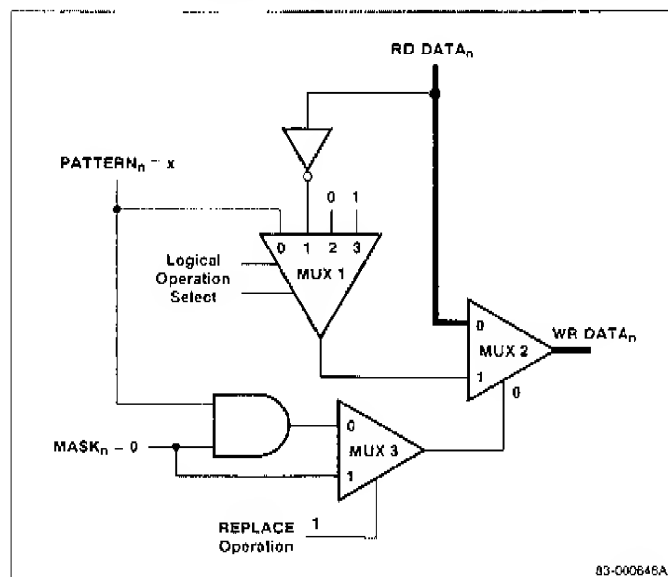 RD DATAn
PATTERNn – x
0 1
0 1 2 3
MUX 1
Logical
Operation
Select
0
MUX 2
1
WR DATAn
0
MASKn – 0
0
MUX 3
1
REPLACE 1
Operation
83-000648A